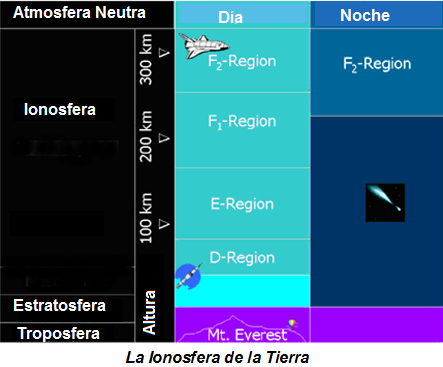 Atmosfera Neutra
Día
Noche
300 km
F₂-Region
F₂-Region
Ionosfera
F₁-Region
200 km
E-Region
100 km
D-Region
Estratosfera
Altura
Troposfera
Mt. Everest
La Ionosfera de la Tierra